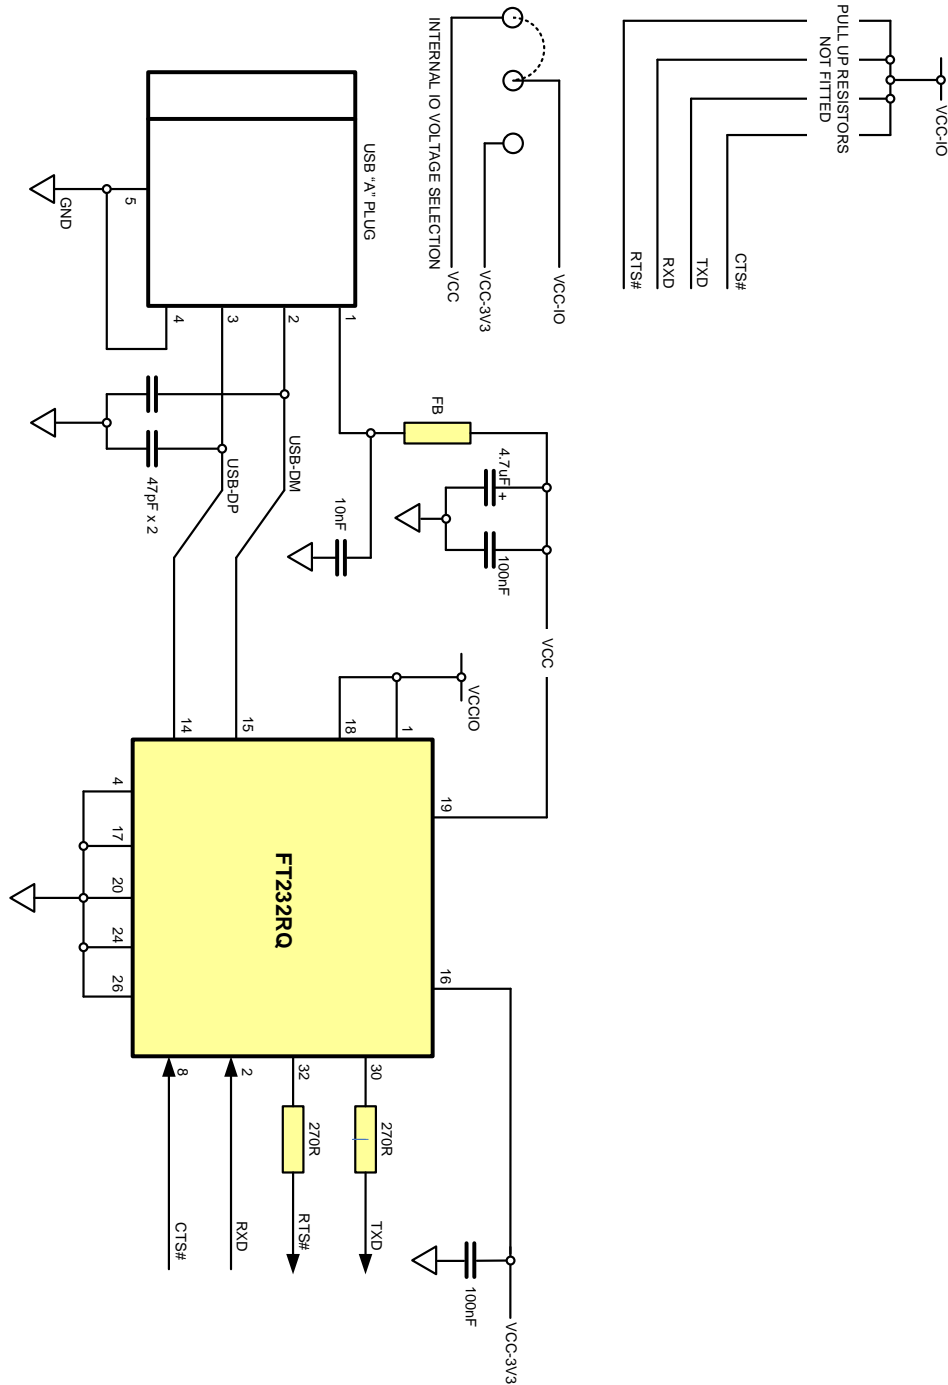 PULL UP RESISTORS
NOT FITTED
VCC-IO
RTS#
RXD
TXD
CTS#
INTERNAL IO VOLTAGE SELECTION
VCC
VCC-3V3
VCC-IO
USB “A” PLUG
5
GND
4
3
2
1
47pF x 2
USB-DP
USB-DM
FB
10nF
4.7uF +
100nF
VCC
VCCIO
14
15
18
1
19
4
17
20
24
26
FT232RQ
16
8
2
32
30
270R
270R
CTS#
RXD
RTS#
TXD
100nF
VCC-3V3